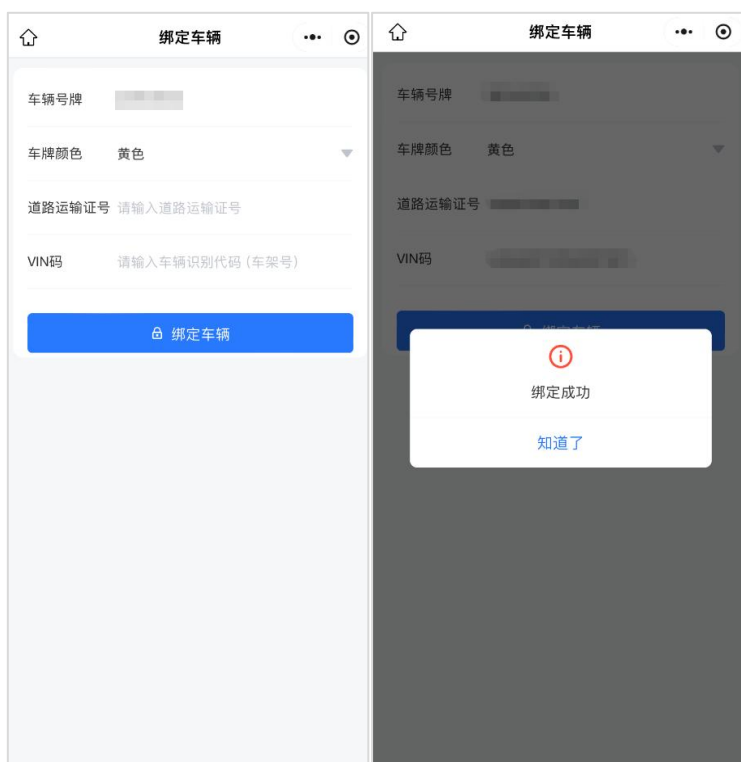 绑定车辆
车辆号牌
车牌颜色 黄色
道路运输证号 请输入道路运输证号
VIN码 请输入车辆识别代码 (车架号)
绑定车辆
绑定车辆
车辆号牌
车牌颜色 黄色
道路运输证号
VIN码
绑定成功
知道了